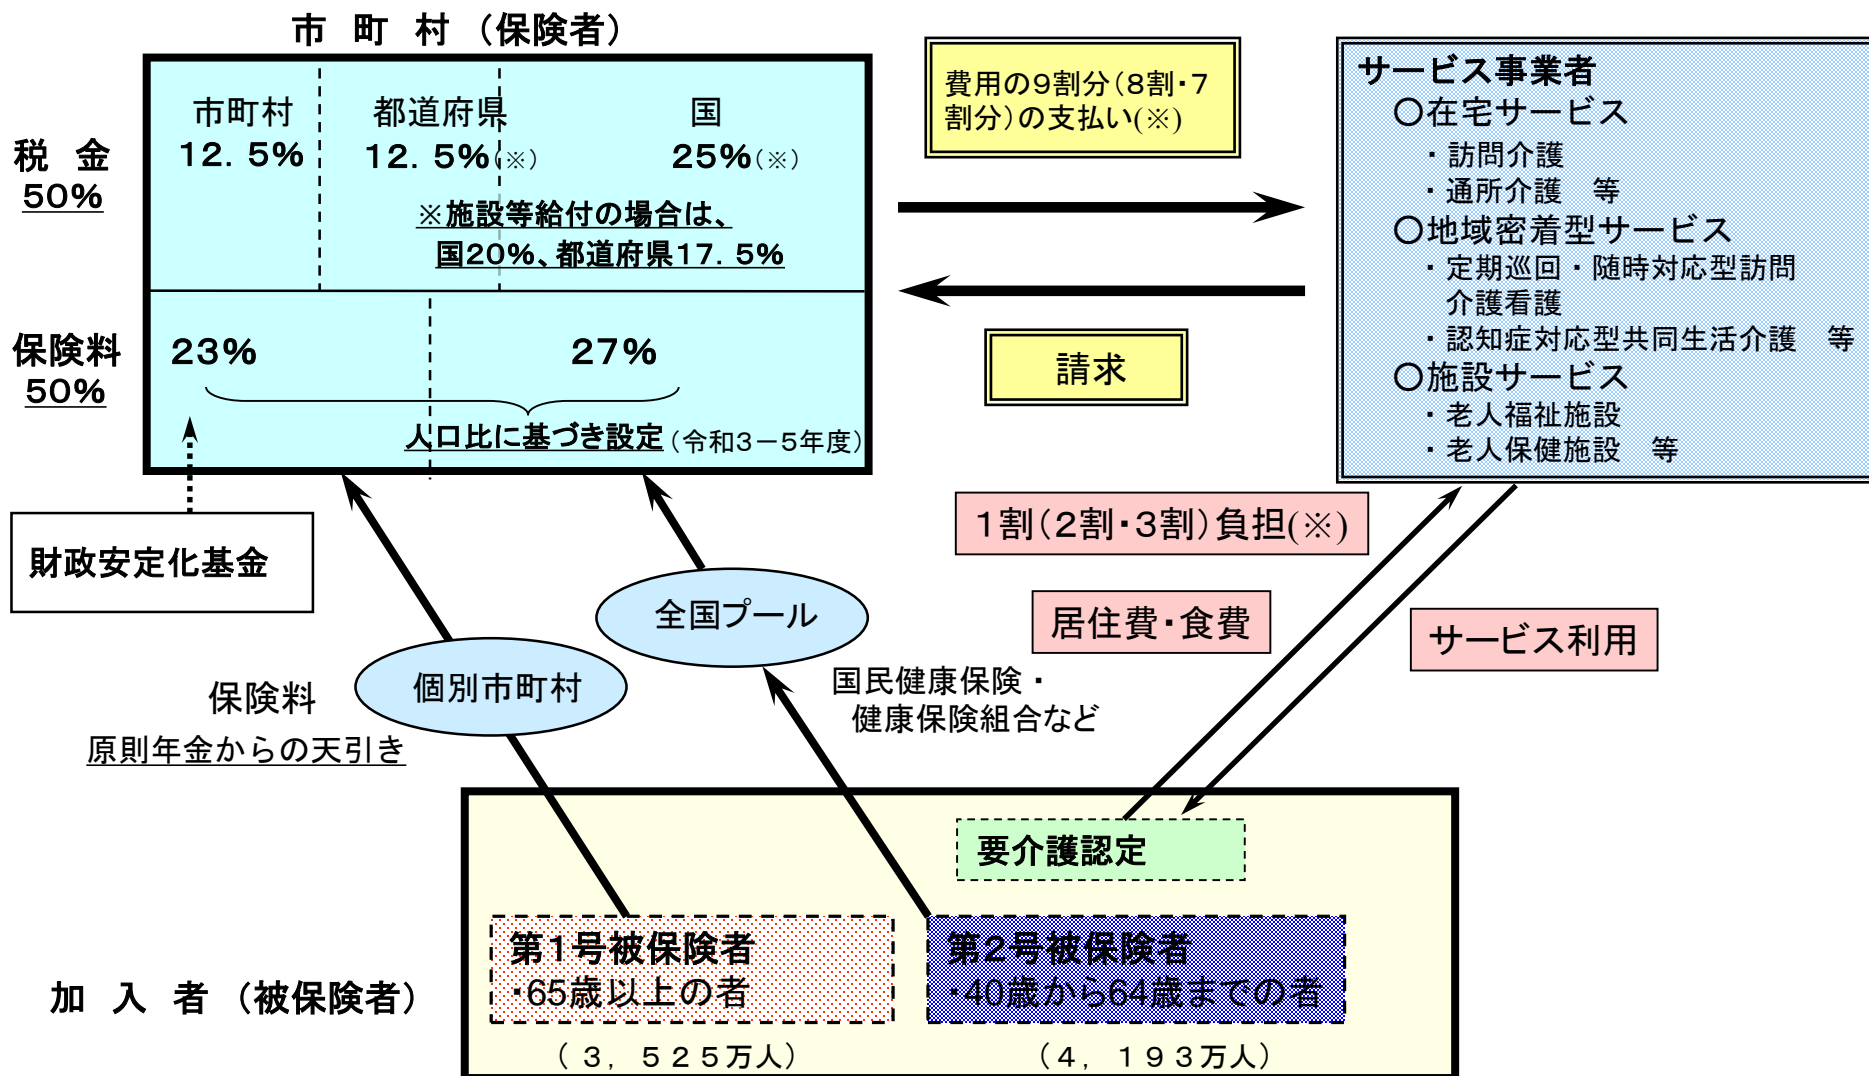 市 町 村 （保険者）
市町村
12．5％
都道府県
12．5％(※)
国
25％(※)
税 金
50％
※施設等給付の場合は、
国20％、都道府県17．5％
保険料
50％
23％
27％
人口比に基づき設定（令和3－5年度）
財政安定化基金
費用の９割分（８割・７
割分）の支払い(※)
請求
サービス事業者
〇在宅サービス
・訪問介護
・通所介護　等
〇地域密着型サービス
・定期巡回・随時対応型訪問
介護看護
・認知症対応型共同生活介護　等
〇施設サービス
・老人福祉施設
・老人保健施設　等
１割（２割・３割）負担(※)
居住費・食費
サービス利用
全国プール
個別市町村
保険料
原則年金からの天引き
国民健康保険・
健康保険組合など
要介護認定
第１号被保険者
・65歳以上の者
第２号被保険者
・40歳から64歳までの者
加 入 者 （被保険者）
（３，５２５万人）
（４，１９３万人）